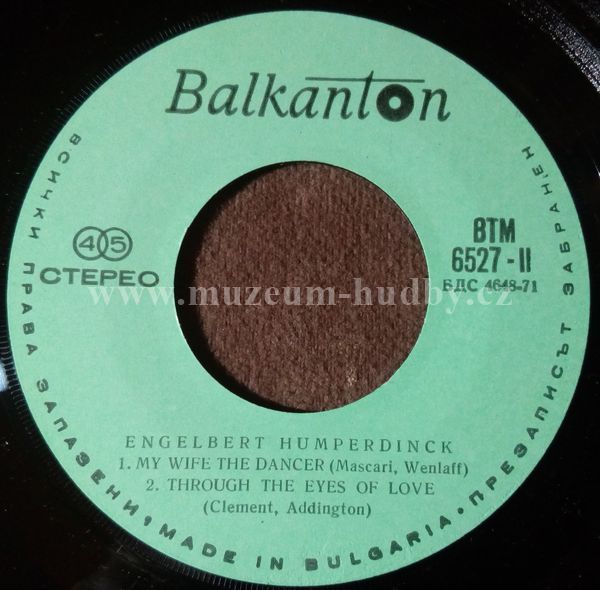 Balkanton
45
СТЕРЕО
ВТМ
6527-II
БДС 4648-71
www.muzeum-hudby.cz
ENGELBERT HUMPERDINCK
1. MY WIFE THE DANCER (Mascari, Wenlaff)
2. THROUGH THE EYES OF LOVE
(Clement, Addington)
ВСИЧКИ ПРАВА ЗАПАЗЕНИ, MADE IN BULGARIA • ПРЕЗАПИСЪТ ЗАБРАНЕН